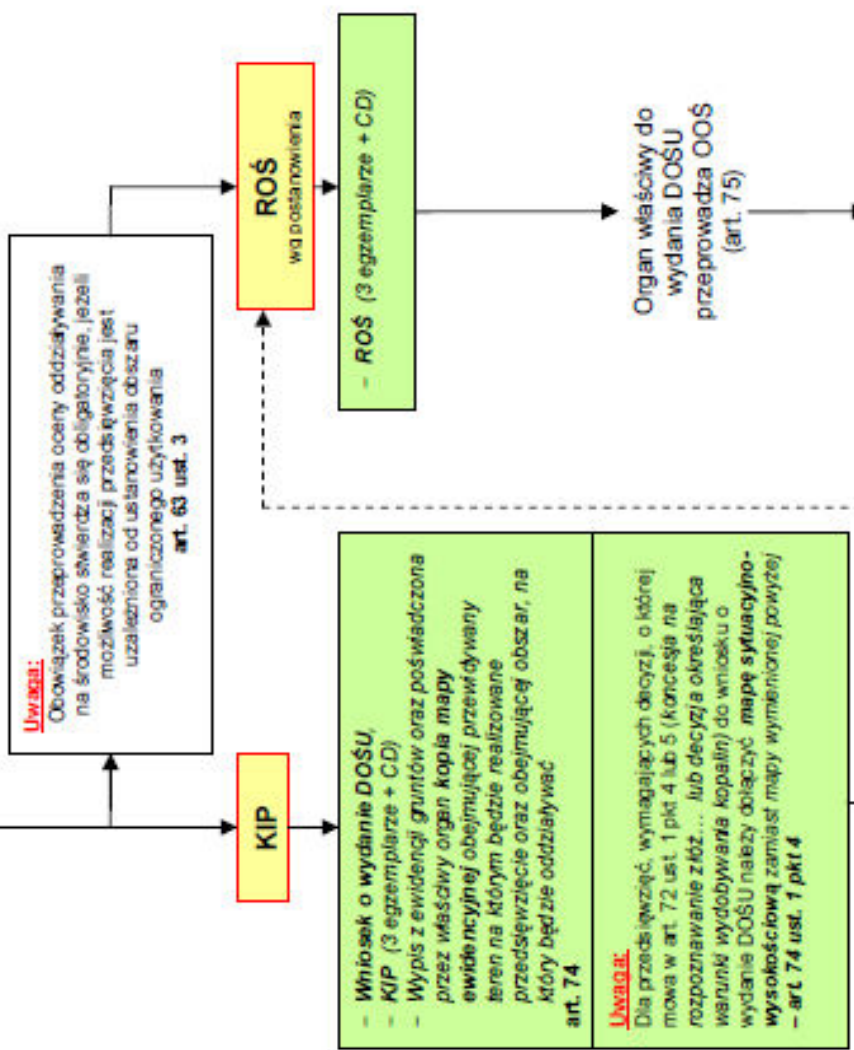 Uwaga:
Obowiązek przeprowadzenia oceny oddziaływania
na środowisko stwierdza się obligatoryjnie, jeżeli
możliwość realizacji przedsięwzięcia jest
uzależniona od ustanowienia obszaru
ograniczonego użytkowania
art. 63 ust. 3
KIP
ROŚ
wg postanowienia
– Wniosek o wydanie DOŚU,
– KIP (3 egzemplarze + CD)
– Wypis z ewidencji gruntów oraz poświadczona
przez właściwy organ kopia mapy
ewidencyjnej obejmującej przewidywany
teren na którym będzie realizowane
przedsięwzięcie oraz obejmującej obszar, na
który będzie oddziaływać
art. 74
Uwaga:
Dla przedsięwzięć, wymagających decyzji, o której
mowa w art. 72 ust. 1 pkt 4 lub 5 (koncesja na
rozpoznawanie złóż... lub decyzja określająca
warunki wydobywania kopalin) do wniosku o
wydanie DOŚU należy dołączyć mapę sytuacyjno-
wysokościową zamiast mapy wymienionej powyżej
– art. 74 ust. 1 pkt 4
– ROŚ (3 egzemplarze + CD)
Organ właściwy do
wydania DOŚU
przeprowadza OOŚ
(art. 75)